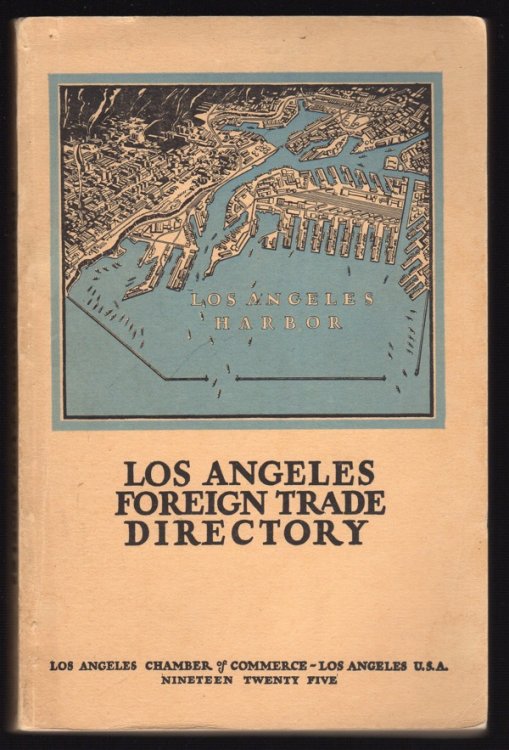 LOS ANGELES
HARBOR
LOS ANGELES
FOREIGN TRADE
DIRECTORY
LOS ANGELES CHAMBER of COMMERCE - LOS ANGELES U.S.A.
NINETEEN TWENTY FIVE